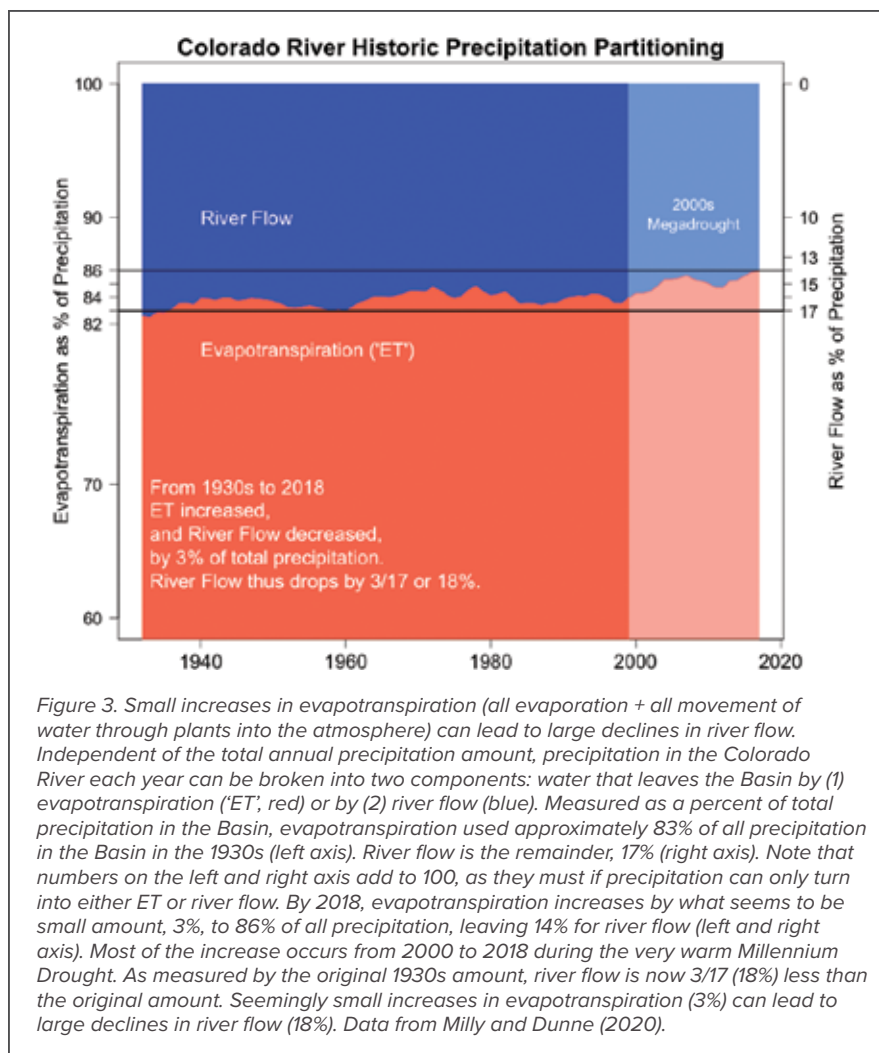 Colorado River Historic Precipitation Partitioning
100
90
86
84
82
70
60
Evapotranspiration as % of Precipitation
River Flow
2000s
Megadrought
Evapotranspiration ('ET')
From 1930s to 2018
ET increased,
and River Flow decreased,
by 3% of total precipitation.
River Flow thus drops by 3/17 or 18%.
0
10
13
15
17
River Flow as % of Precipitation
1940
1960
1980
2000
2020
Figure 3. Small increases in evapotranspiration (all evaporation + all movement of
water through plants into the atmosphere) can lead to large declines in river flow.
Independent of the total annual precipitation amount, precipitation in the Colorado
River each year can be broken into two components: water that leaves the Basin by (1)
evapotranspiration (‘ET’, red) or by (2) river flow (blue). Measured as a percent of total
precipitation in the Basin, evapotranspiration used approximately 83% of all precipitation
in the Basin in the 1930s (left axis). River flow is the remainder, 17% (right axis). Note that
numbers on the left and right axis add to 100, as they must if precipitation can only turn
into either ET or river flow. By 2018, evapotranspiration increases by what seems to be
small amount, 3%, to 86% of all precipitation, leaving 14% for river flow (left and right
axis). Most of the increase occurs from 2000 to 2018 during the very warm Millennium
Drought. As measured by the original 1930s amount, river flow is now 3/17 (18%) less than
the original amount. Seemingly small increases in evapotranspiration (3%) can lead to
large declines in river flow (18%). Data from Milly and Dunne (2020).